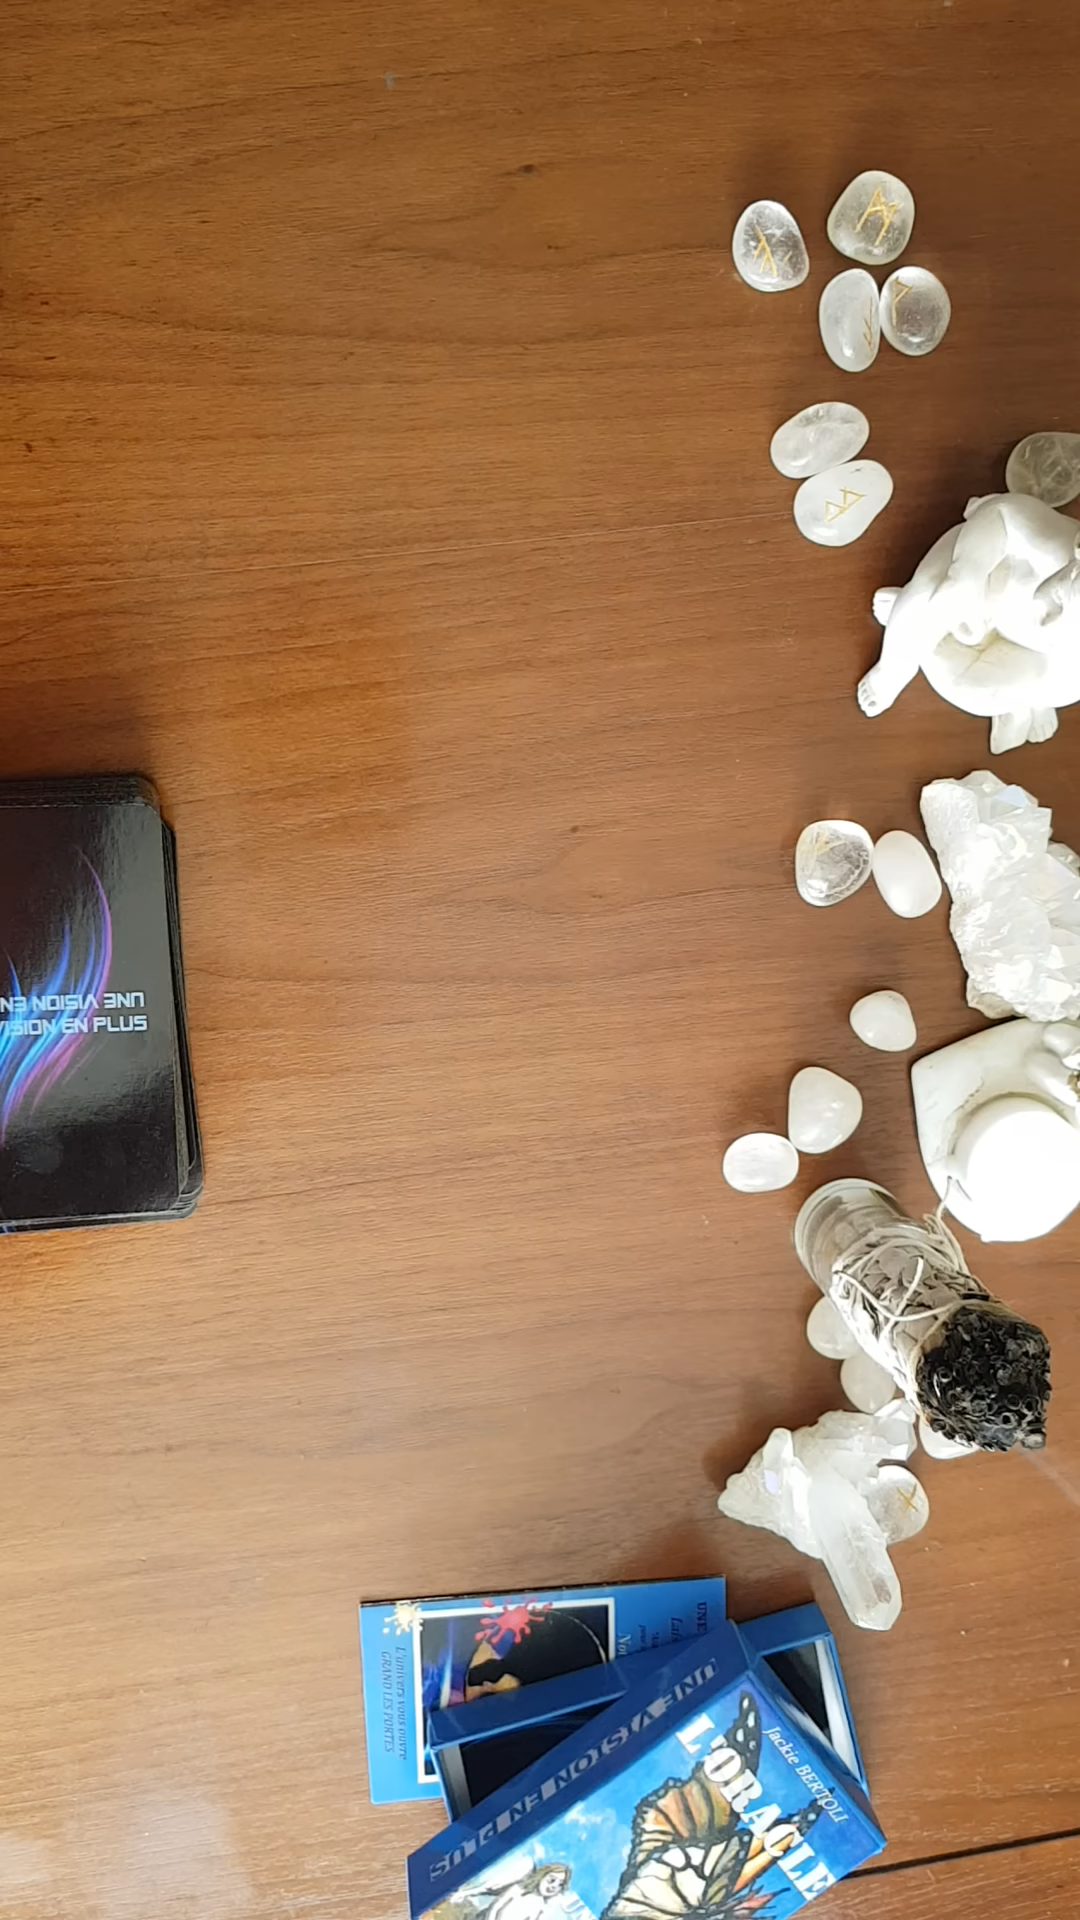 UNE VISION EN
VISION EN PLUS
L'univers vous ouvre
GRAND LES PORTES
UNE
UNE VISION EN PLUS
Jackie BERTOLI
L'ORACLE